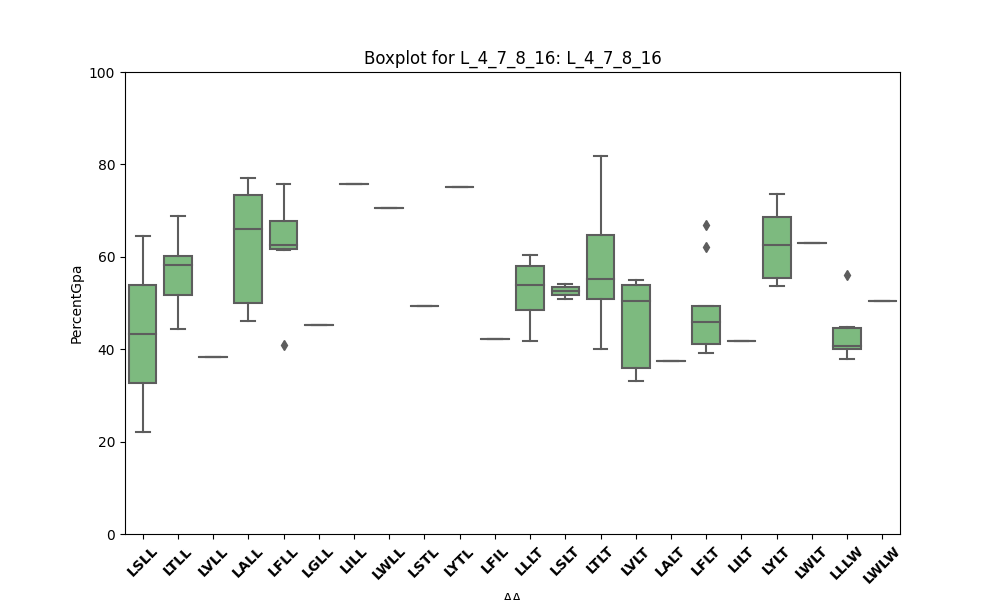 Boxplot for L_4_7_8_16: L_4_7_8_16
PercentGpa
100
80
60
40
20
0
LSLL LTLL LVLL LALL LFLL LGLL LILL LWLL LSTL LYTL LFIL LLLT LSLT LTLT LVLT LALT LFLT LILT LYLT LWLT LLLW LWLW
AA